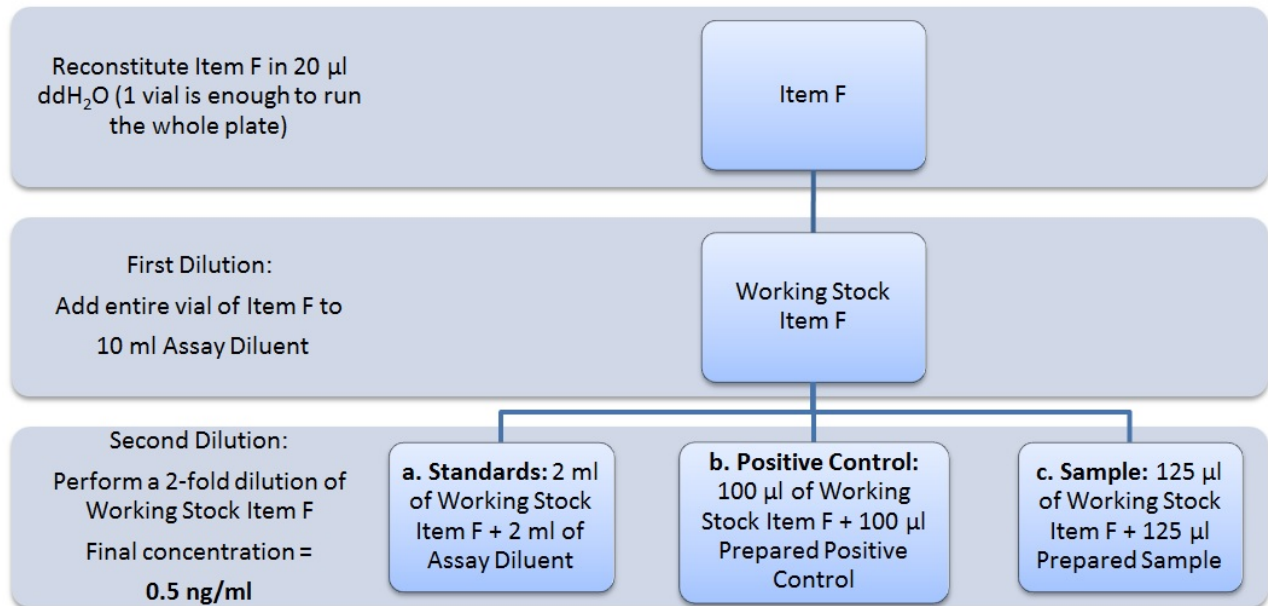 Reconstitute Item F in 20 µl
ddH₂O (1 vial is enough to run
the whole plate)
Item F
First Dilution:
Add entire vial of Item F to
10 ml Assay Diluent
Working Stock
Item F
Second Dilution:
Perform a 2-fold dilution of
Working Stock Item F
Final concentration =
0.5 ng/ml
a. Standards: 2 ml
of Working Stock
Item F + 2 ml of
Assay Diluent
b. Positive Control:
100 µl of Working
Stock Item F + 100 µl
Prepared Positive
Control
c. Sample: 125 µl
of Working Stock
Item F + 125 µl
Prepared Sample